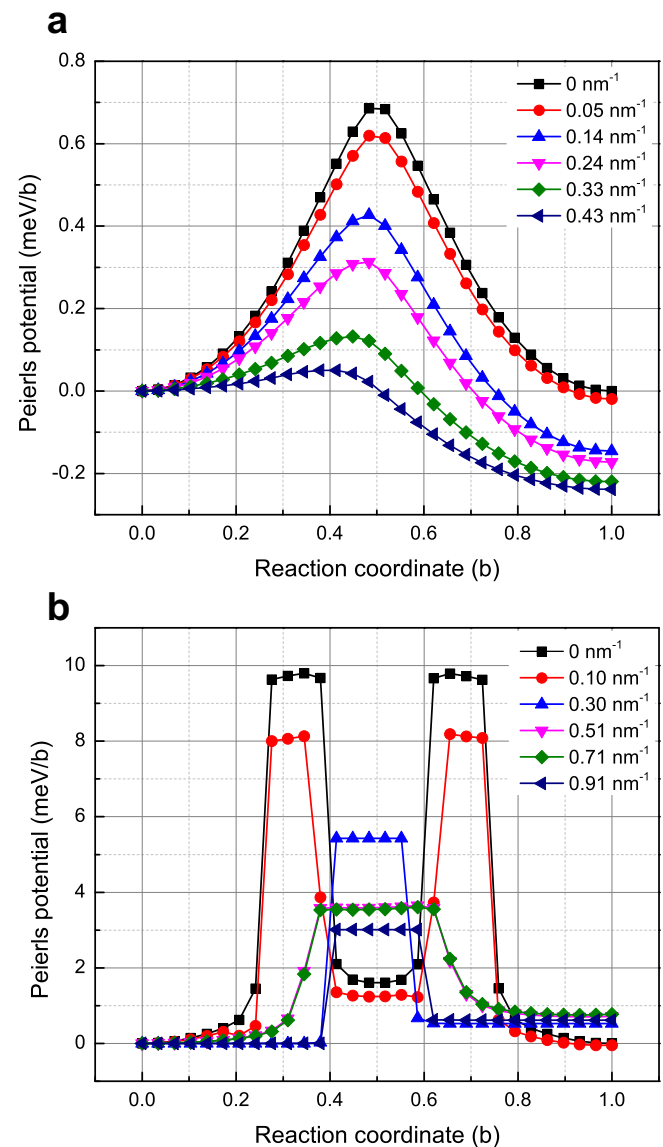 a
0.8
0.6
0.4
0.2
0.0
-0.2
Peierls potential (meV/b)
0 nm⁻¹
0.05 nm⁻¹
0.14 nm⁻¹
0.24 nm⁻¹
0.33 nm⁻¹
0.43 nm⁻¹
0.0 0.2 0.4 0.6 0.8 1.0
Reaction coordinate (b)
b
10
8
6
4
2
0
Peierls potential (meV/b)
0 nm⁻¹
0.10 nm⁻¹
0.30 nm⁻¹
0.51 nm⁻¹
0.71 nm⁻¹
0.91 nm⁻¹
0.0 0.2 0.4 0.6 0.8 1.0
Reaction coordinate (b)